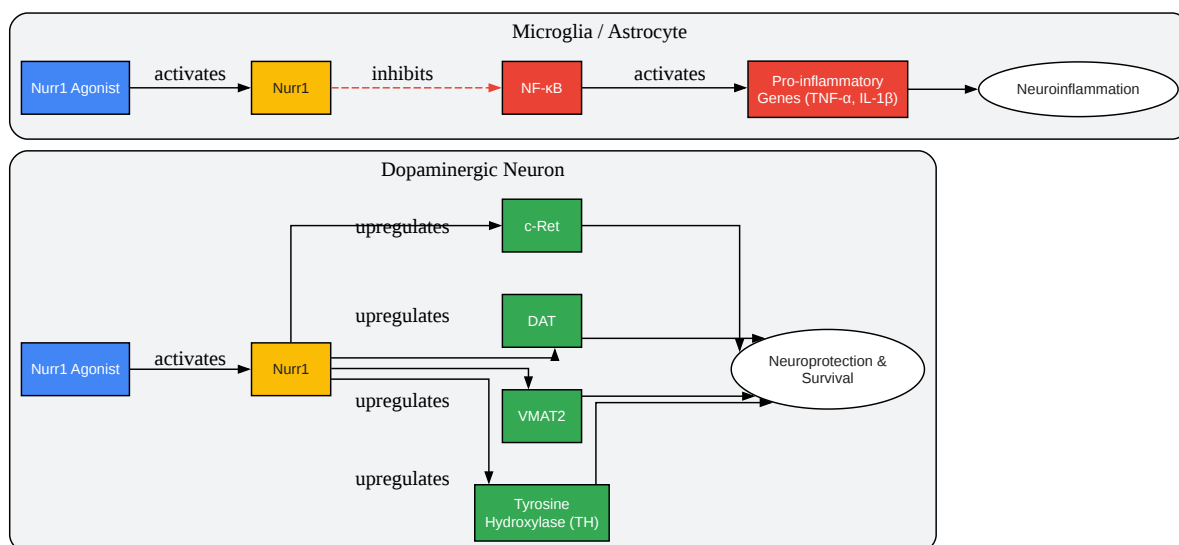 Microglia / Astrocyte
Nurr1 Agonist
activates
Nurr1
inhibits
NF-κB
activates
Pro-inflammatory
Genes (TNF-α, IL-1β)
Neuroinflammation
Dopaminergic Neuron
upregulates
c-Ret
upregulates
DAT
Nurr1 Agonist
activates
Nurr1
Neuroprotection &
Survival
upregulates
VMAT2
upregulates
Tyrosine
Hydroxylase (TH)